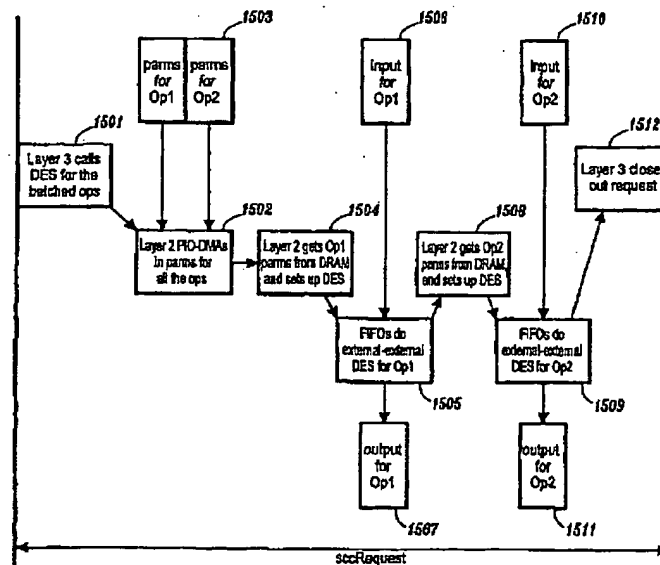 1503
1506
1510
parms
for
Op1
parms
for
Op2
Input
for
Op1
Input
for
Op2
1501
1512
Layer 3 calls
DES for the
batched ops
1502
1504
1508
Layer 3 close
out request
Layer 2 PIO-DMAs
In parms for
all the ops
Layer 2 gets Op1
parms from DRAM
and sets up DES
Layer 2 gets Op2
parms from DRAM
and sets up DES
FIFOs do
external-external
DES for Op1
FIFOs do
external-external
DES for Op2
1505
1509
output
for
Op1
output
for
Op2
1507
1511
sccRequest